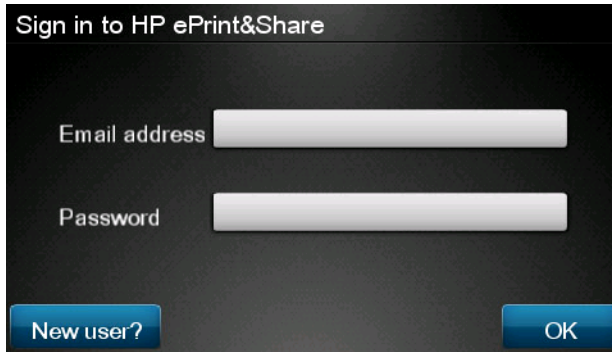 Sign in to HP ePrint&Share
Email address
Password
New user?
OK